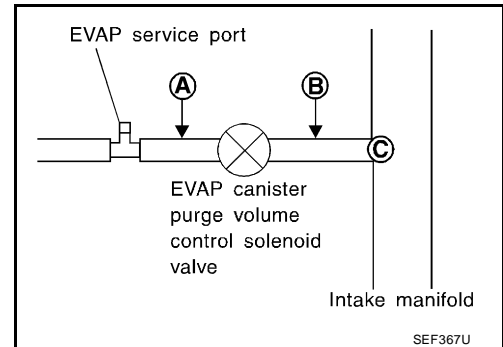 EVAP service port
A
B
C
EVAP canister
purge volume
control solenoid
valve
Intake manifold
SEF367U